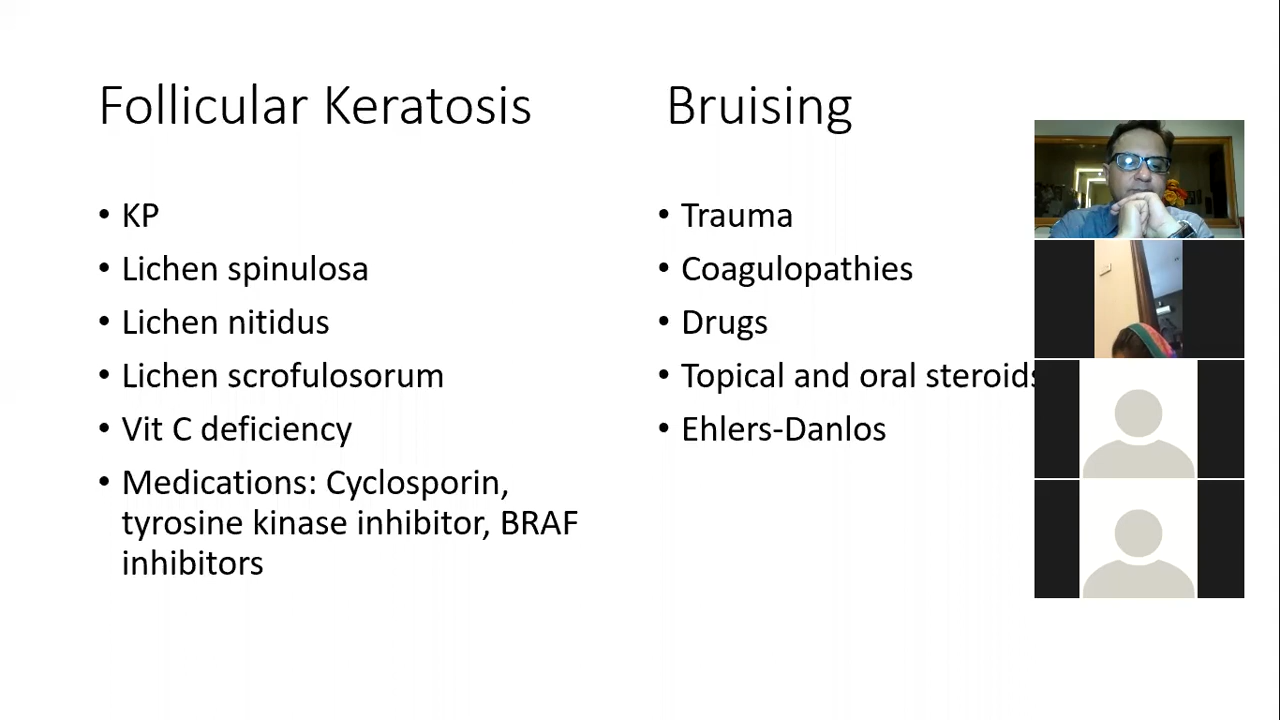 Follicular Keratosis
• KP
• Lichen spinulosa
• Lichen nitidus
• Lichen scrofulosorum
• Vit C deficiency
• Medications: Cyclosporin,
tyrosine kinase inhibitor, BRAF
inhibitors
Bruising
• Trauma
• Coagulopathies
• Drugs
• Topical and oral steroids
• Ehlers-Danlos